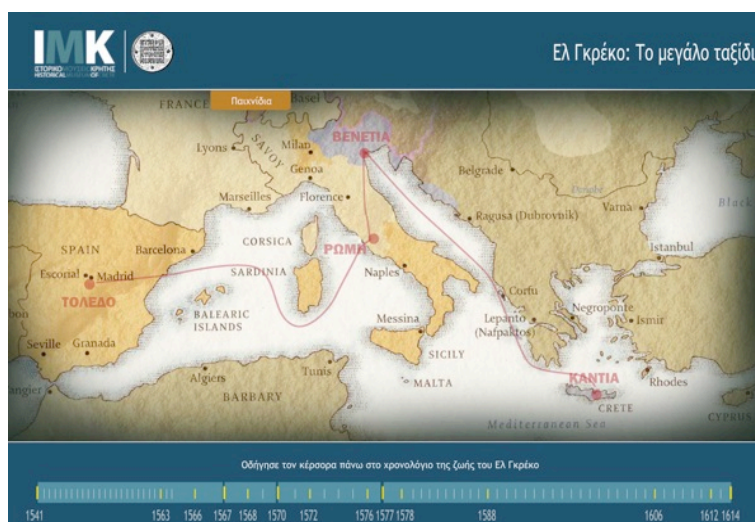 IMK
ΙΣΤΟΡΙΚΟ ΜΟΥΣΕΙΟ ΚΡΗΤΗΣ
HISTORICAL MUSEUM OF CRETE
Ελ Γκρέκο: Το μεγάλο ταξίδι
Παιχνίδια
FRANCE
Basel
SAVOY
Lyons
Milan
ΒΕΝΕΤΙΑ
Genoa
Belgrade
Danube
Marseilles
Florence
Ragusa (Dubrovnik)
Varna
Black
SPAIN
Barcelona
CORSICA
ΡΩΜΗ
Istanbul
Escorial
Madrid
SARDINIA
Naples
ΤΟΛΕΔΟ
BALEARIC
ISLANDS
Corfu
Negroponte
Messina
Lepanto
(Nafpaktos)
Izmir
Seville
Granada
SICILY
Tunis
ΚΑΝΤΙΑ
Rhodes
Algiers
MALTA
BARBARY
CRETE
CYPRUS
Mediterranean Sea
Οδήγησε τον κέρσορα πάνω στο χρονολόγιο της ζωής του Ελ Γκρέκο
1541 1563 1566 1567 1568 1570 1572 1576 1577 1578 1588 1606 1612 1614